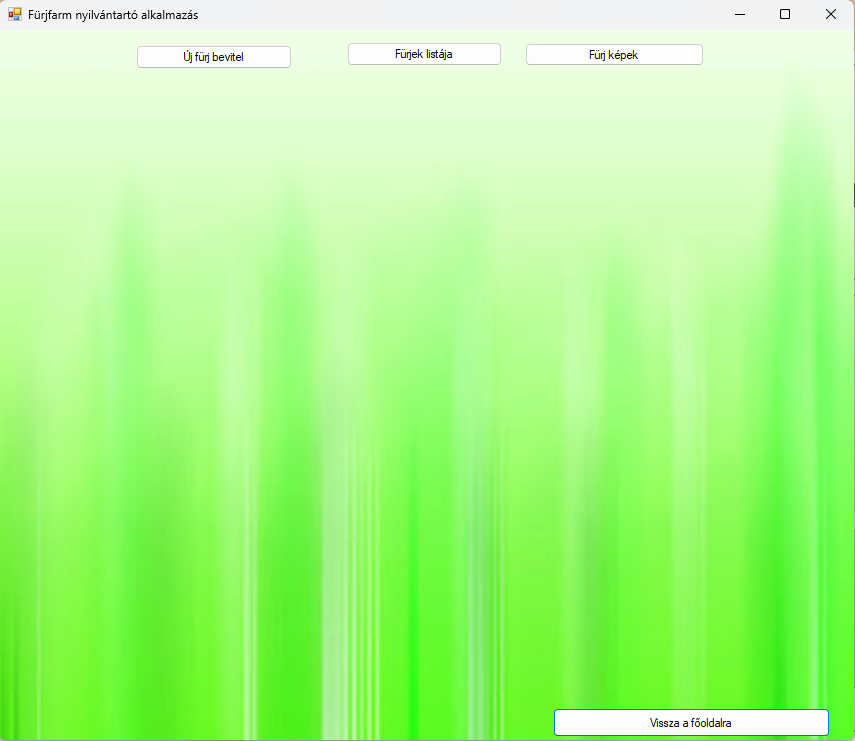 Fürjfarm nyilvántartó alkalmazás
Új fürj bevitel
Fürjek listája
Fürj képek
Vissza a főoldalra